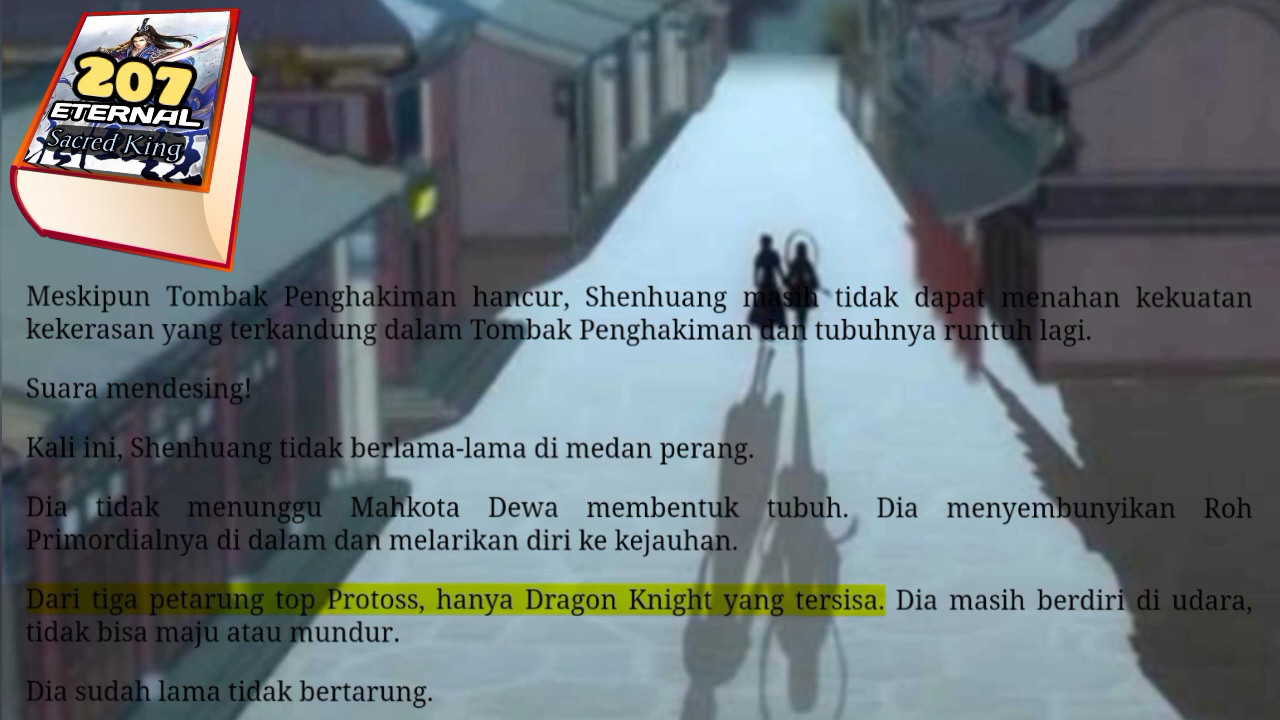 207
ETERNAL
Sacred King
Meskipun Tombak Penghakiman hancur, Shenhuang masih tidak dapat menahan kekuatan
kekerasan yang terkandung dalam Tombak Penghakiman dan tubuhnya runtuh lagi.
Suara mendesing!
Kali ini, Shenhuang tidak berlama-lama di medan perang.
Dia tidak menunggu Mahkota Dewa membentuk tubuh. Dia menyembunyikan Roh
Primordialnya di dalam dan melarikan diri ke kejauhan.
Dari tiga petarung top Protoss, hanya Dragon Knight yang tersisa. Dia masih berdiri di udara,
tidak bisa maju atau mundur.
Dia sudah lama tidak bertarung.